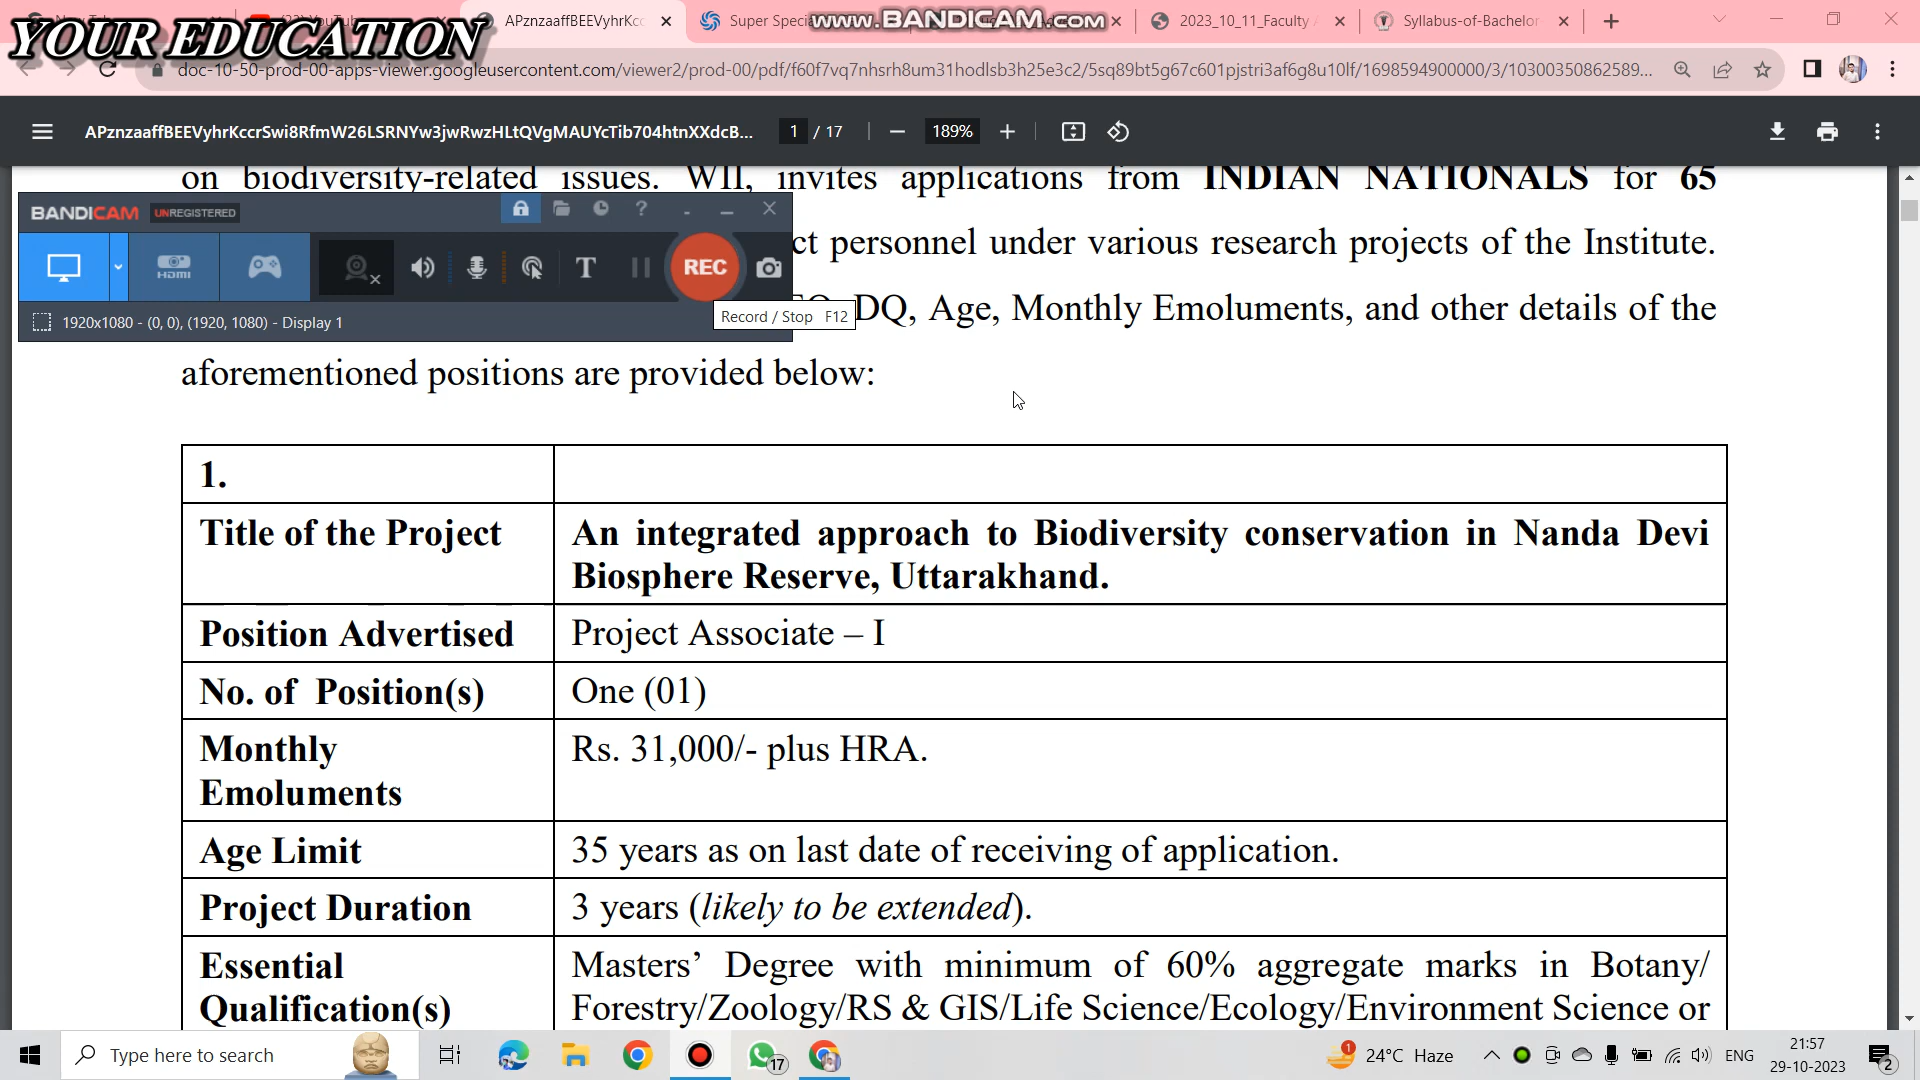 YOUR EDUCATION
APznzaaffBEEVyhrKcc
Super Speci
www.BANDICAM.com
2023_10_11_Faculty
Syllabus-of-Bachelor
doc-10-50-prod-00-apps-viewer.googleusercontent.com/viewer2/prod-00/pdf/f60f7vq7nhsrh8um31hodlsb3h25e3c2/5sq89bt5g67c601pjstri3af6g8u10lf/1698594900000/3/10300350862589...
APznzaaffBEEVyhrKccrSwi8RfmW26LSRNYw3jwRwzHLtQVgMAUYcTib704htnXXdcB...
1 / 17
189%
on biodiversity-related issues. WII, invites applications from INDIAN NATIONALS for 65
BANDICAM UNREGISTERED
ct personnel under various research projects of the Institute.
HDMI
REC
Record / Stop F12
DQ, Age, Monthly Emoluments, and other details of the
1920x1080 - (0, 0), (1920, 1080) - Display 1
aforementioned positions are provided below:
1.
Title of the Project
An integrated approach to Biodiversity conservation in Nanda Devi
Biosphere Reserve, Uttarakhand.
Position Advertised
Project Associate – I
No. of Position(s)
One (01)
Monthly
Emoluments
Rs. 31,000/- plus HRA.
Age Limit
35 years as on last date of receiving of application.
Project Duration
3 years (likely to be extended).
Essential
Qualification(s)
Masters’ Degree with minimum of 60% aggregate marks in Botany/
Forestry/Zoology/RS & GIS/Life Science/Ecology/Environment Science or
Type here to search
17
1
24°C Haze
ENG
21:57
29-10-2023
2